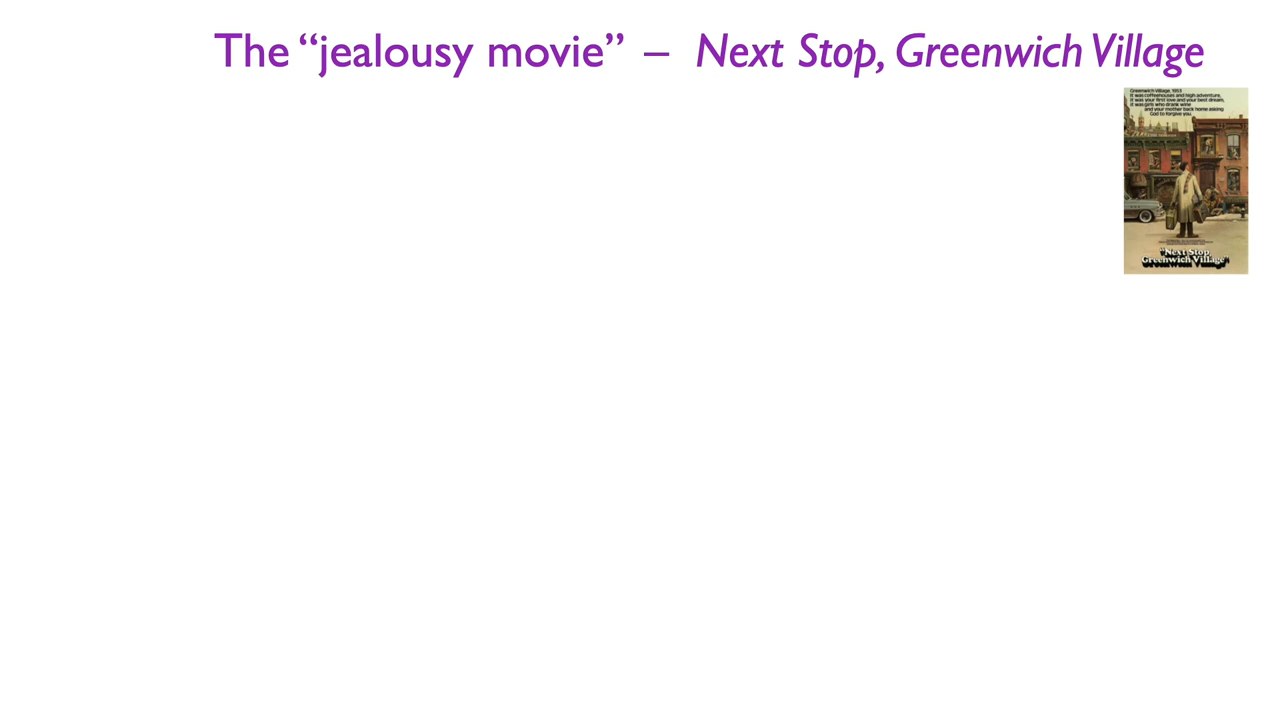 The “jealousy movie” – Next Stop, Greenwich Village
Greenwich Village, 1953
It was coffeehouses and high adventure,
it was your first love and your best dream,
it was girls who drank wine
and your mother back home asking
God to forgive you.
"Next Stop,
Greenwich Village"